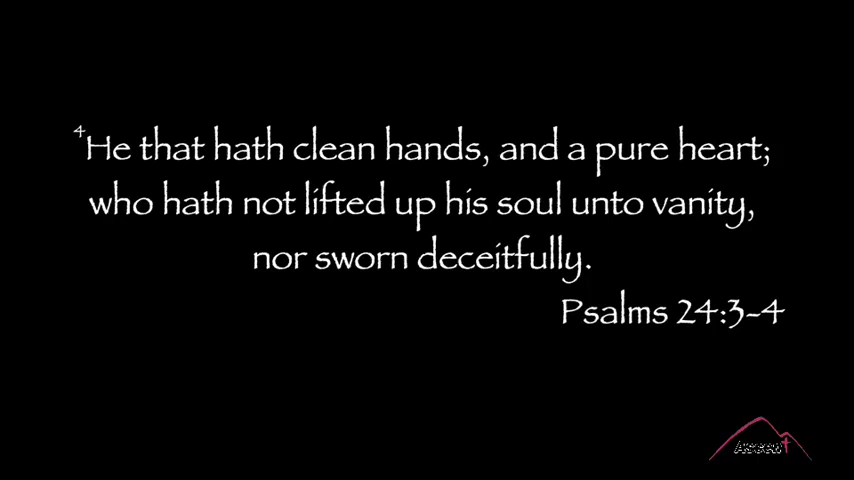 ⁴He that hath clean hands, and a pure heart;
who hath not lifted up his soul unto vanity,
nor sworn deceitfully.
Psalms 24:3-4